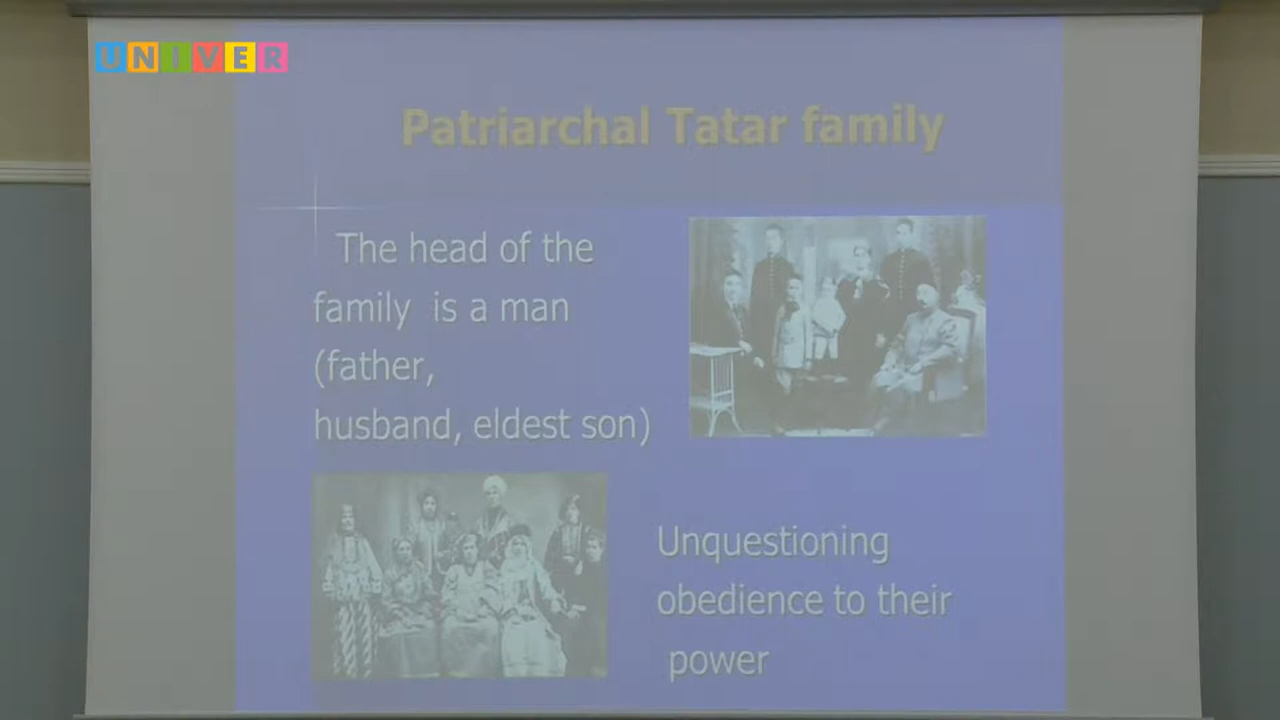 UNIVER
Patriarchal Tatar family
The head of the
family is a man
(father,
husband, eldest son)
Unquestioning
obedience to their
power